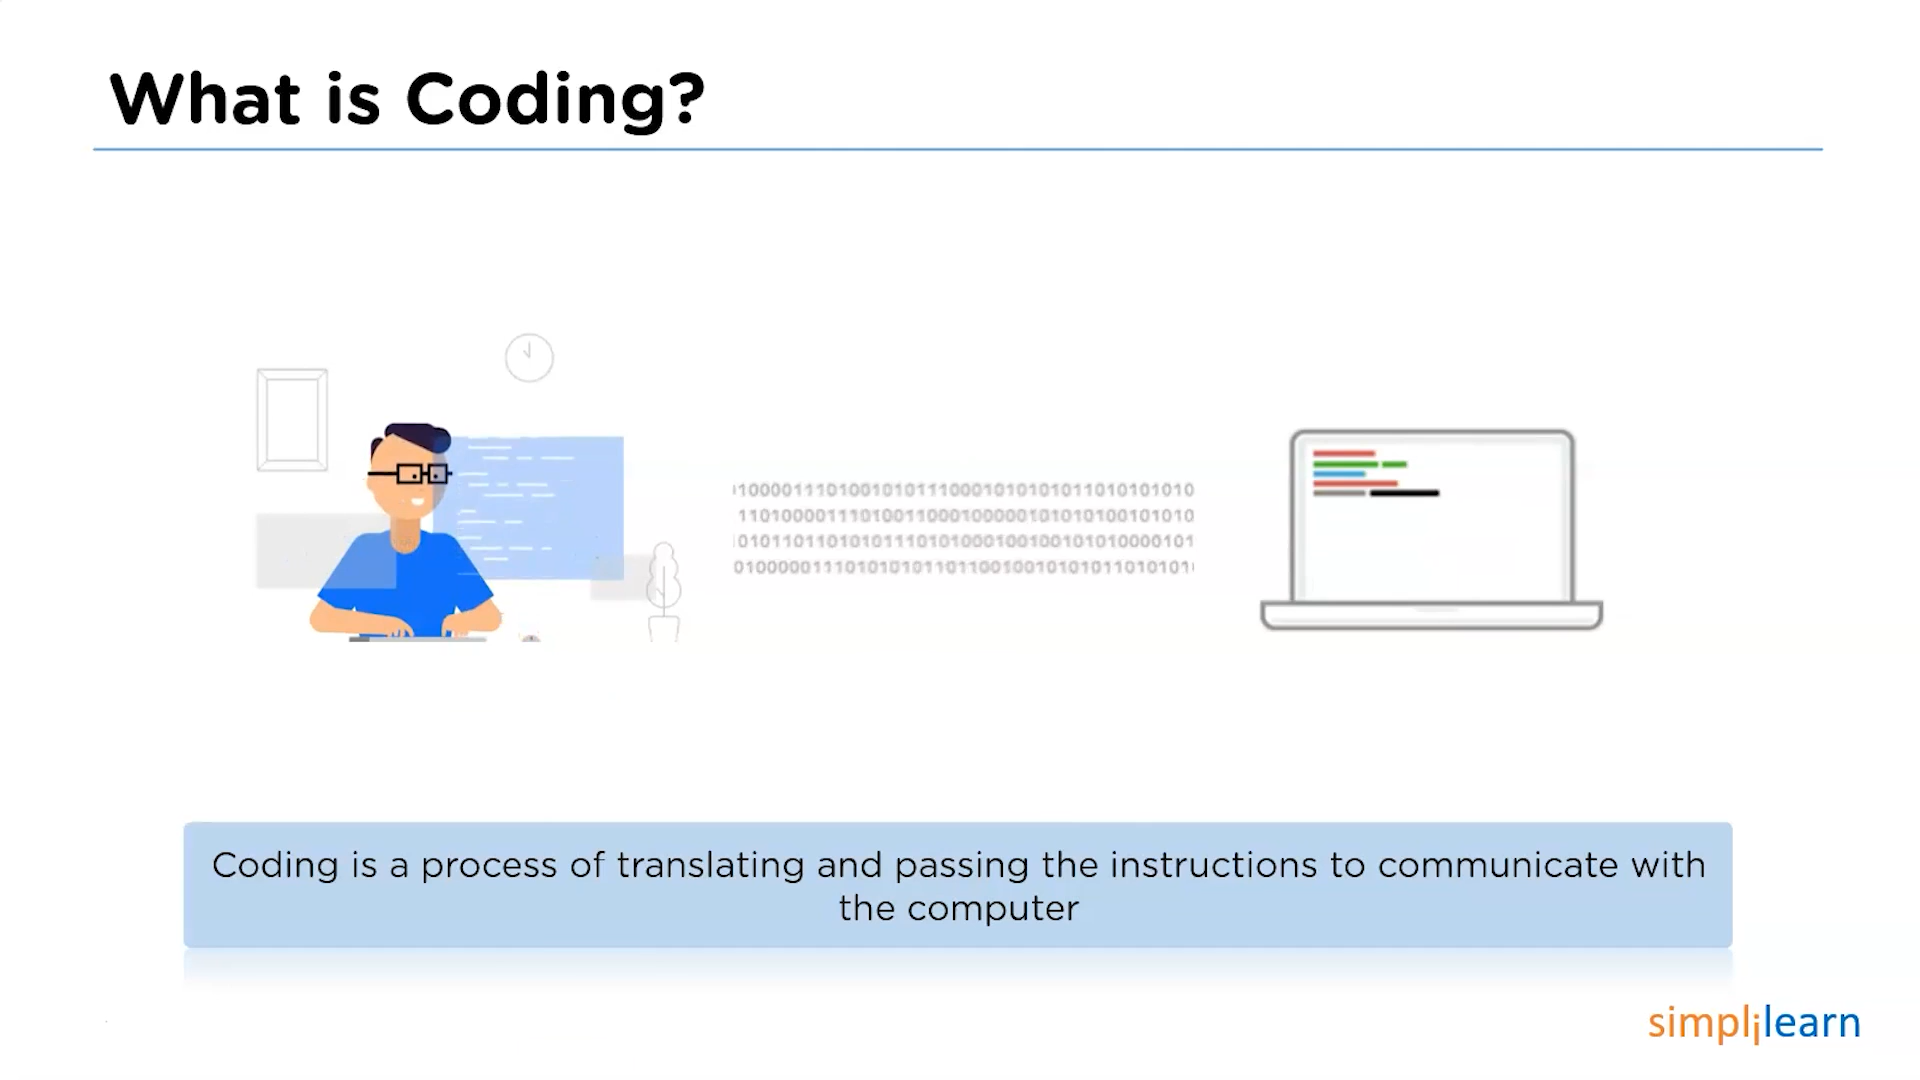 What is Coding?
Coding is a process of translating and passing the instructions to communicate with
the computer
simplilearn